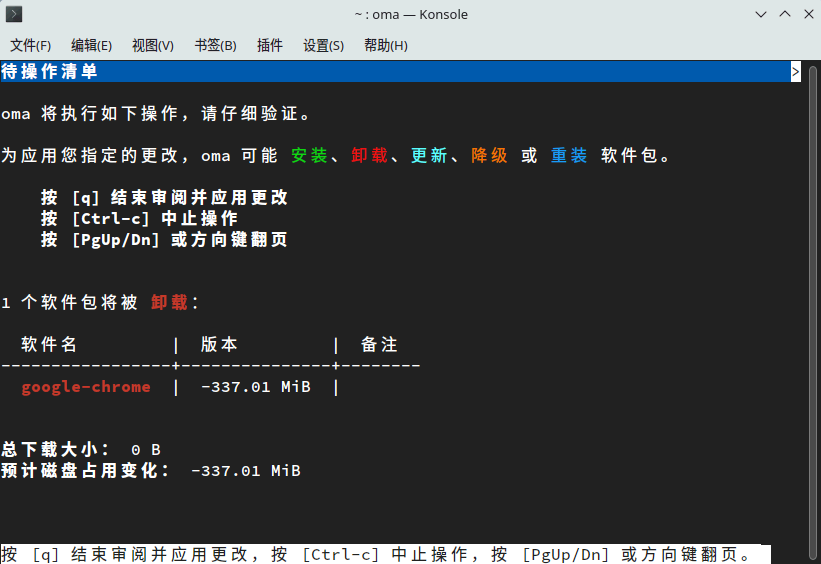 ~ : oma — Konsole
文件(F) 编辑(E) 视图(V) 书签(B) 插件 设置(S) 帮助(H)
待操作清单 >
oma 将执行如下操作，请仔细验证。
为应用您指定的更改，oma 可能 安装、卸载、更新、降级 或 重装 软件包。
按 [q] 结束审阅并应用更改
按 [Ctrl-c] 中止操作
按 [PgUp/Dn] 或方向键翻页
1 个软件包将被 卸载：
软件名 | 版本 | 备注
-----------------+---------------+--------
google-chrome | -337.01 MiB |
总下载大小： 0 B
预计磁盘占用变化： -337.01 MiB
按 [q] 结束审阅并应用更改，按 [Ctrl-c] 中止操作，按 [PgUp/Dn] 或方向键翻页。